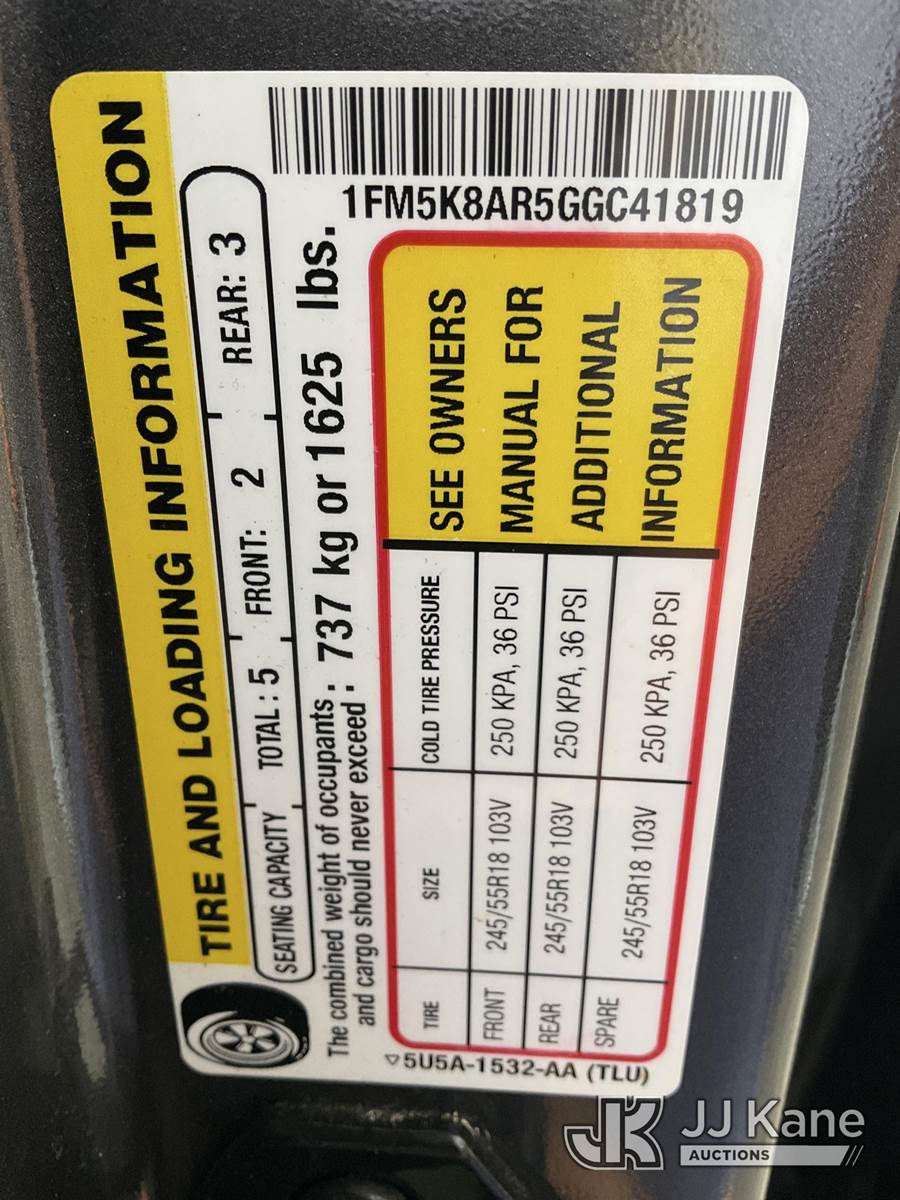 TIRE AND LOADING INFORMATION
SEATING CAPACITY TOTAL : 5 FRONT: 2 REAR: 3
The combined weight of occupants and cargo should never exceed : 737 kg or 1625 lbs.
1FM5K8AR5GGC41819
TIRE SIZE COLD TIRE PRESSURE
FRONT 245/55R18 103V 250 KPA, 36 PSI
REAR 245/55R18 103V 250 KPA, 36 PSI
SPARE 245/55R18 103V 250 KPA, 36 PSI
SEE OWNERS
MANUAL FOR
ADDITIONAL
INFORMATION
5U5A-1532-AA (TLU)
JK JJ Kane
AUCTIONS